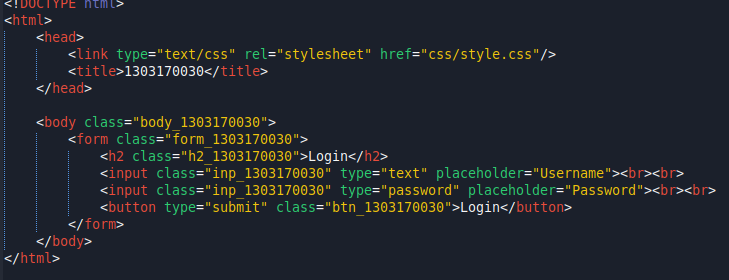 <!DOCTYPE html>
<html>
    <head>
        <link type="text/css" rel="stylesheet" href="css/style.css"/>
        <title>1303170030</title>
    </head>

    <body class="body_1303170030">
        <form class="form_1303170030">
            <h2 class="h2_1303170030">Login</h2>
            <input class="inp_1303170030" type="text" placeholder="Username"><br><br>
            <input class="inp_1303170030" type="password" placeholder="Password"><br><br>
            <button type="submit" class="btn_1303170030">Login</button>
        </form>
    </body>
</html>